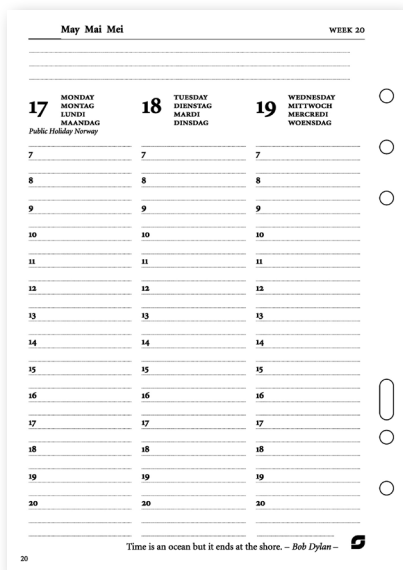 May Mai Mei
WEEK 20
17
MONDAY
MONTAG
LUNDI
MAANDAG
Public Holiday Norway
7
8
9
10
11
12
13
14
15
16
17
18
19
20
18
TUESDAY
DIENSTAG
MARDI
DINSDAG
7
8
9
10
11
12
13
14
15
16
17
18
19
20
19
WEDNESDAY
MITTWOCH
MERCREDI
WOENSDAG
7
8
9
10
11
12
13
14
15
16
17
18
19
20
Time is an ocean but it ends at the shore. – Bob Dylan –
20